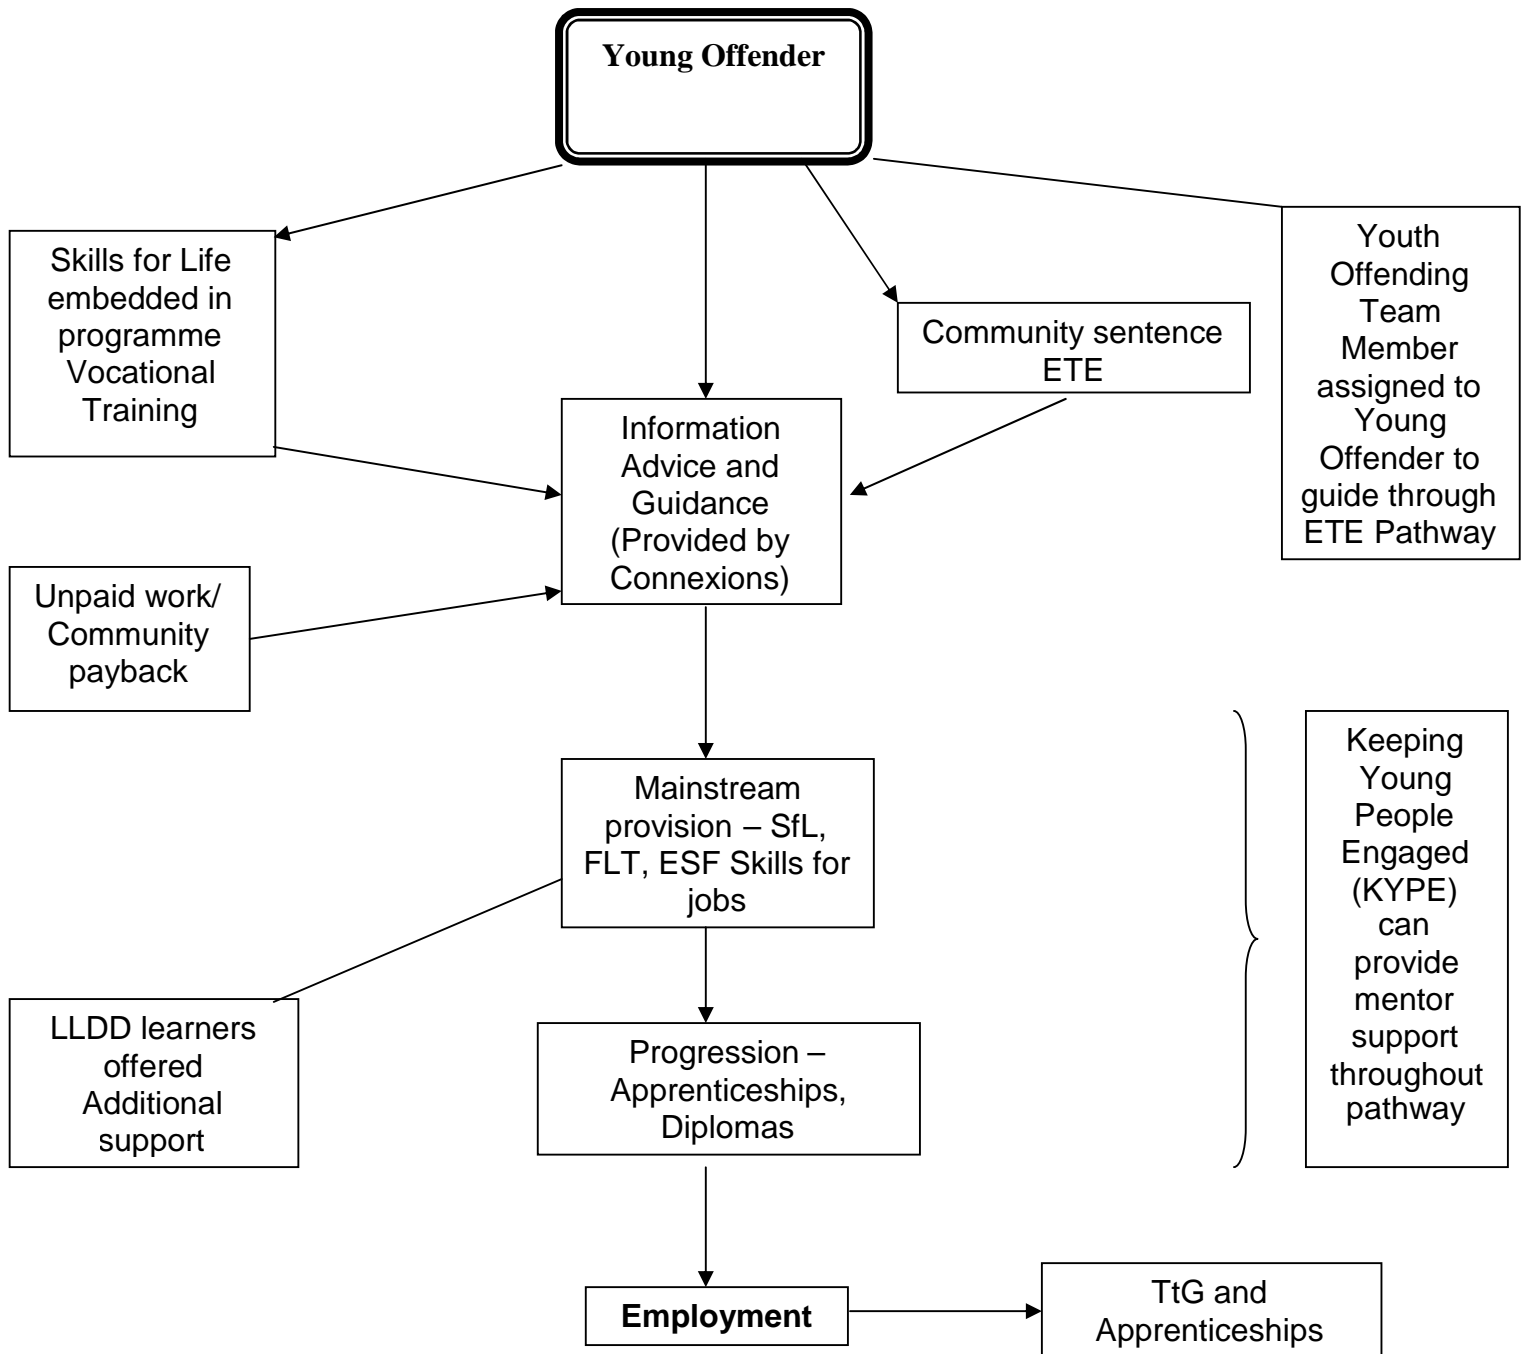 Young Offender
Skills for Life
embedded in
programme
Vocational
Training
Community sentence
ETE
Youth
Offending
Team
Member
assigned to
Young
Offender to
guide through
ETE Pathway
Information
Advice and
Guidance
(Provided by
Connexions)
Unpaid work/
Community
payback
Mainstream
provision – SfL,
FLT, ESF Skills for
jobs
Keeping
Young
People
Engaged
(KYPE)
can
provide
mentor
support
throughout
pathway
LLDD learners
offered
Additional
support
Progression –
Apprenticeships,
Diplomas
Employment
TtG and
Apprenticeships